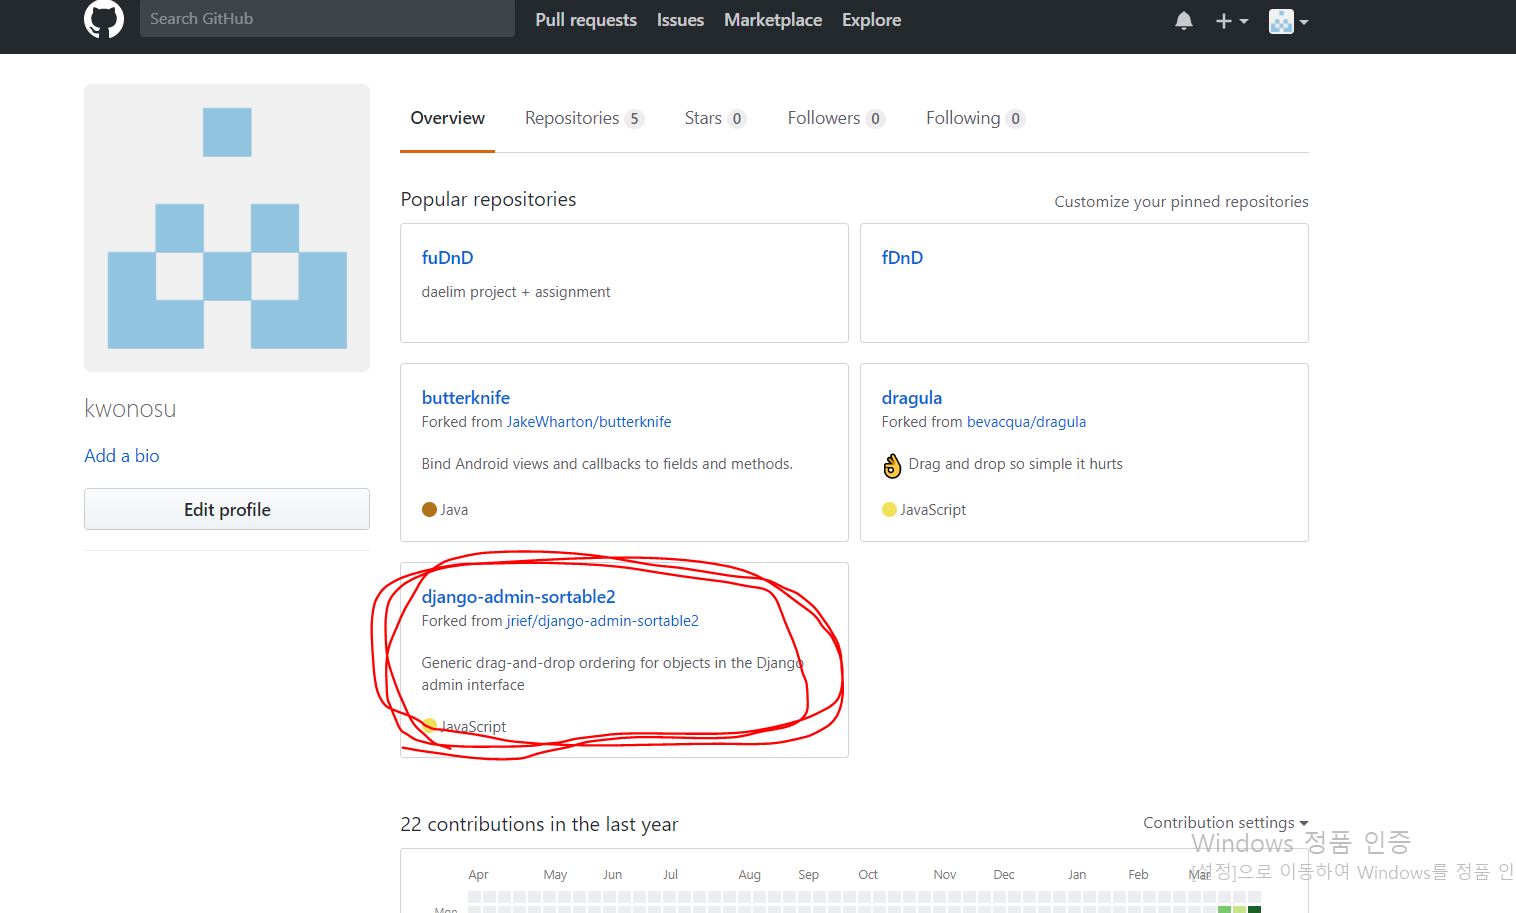 Search GitHub
Pull requests Issues Marketplace Explore
Overview Repositories 5 Stars 0 Followers 0 Following 0
Popular repositories
Customize your pinned repositories
fuDnD
daelim project + assignment
fDnD
butterknife
Forked from JakeWharton/butterknife
Bind Android views and callbacks to fields and methods.
Java
dragula
Forked from bevacqua/dragula
👌 Drag and drop so simple it hurts
JavaScript
kwonosu
Add a bio
Edit profile
django-admin-sortable2
Forked from jrief/django-admin-sortable2
Generic drag-and-drop ordering for objects in the Django
admin interface
JavaScript
22 contributions in the last year
Contribution settings
Windows 정품 인증
[설정]으로 이동하여 Windows를 정품 인
Apr May Jun Jul Aug Sep Oct Nov Dec Jan Feb Mar
Mon